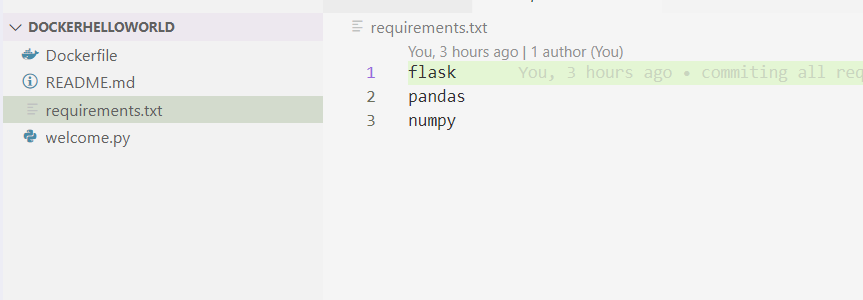 DOCKERHELLOWORLD
Dockerfile
README.md
requirements.txt
welcome.py
requirements.txt
You, 3 hours ago | 1 author (You)
1 flask You, 3 hours ago • commiting all req
2 pandas
3 numpy